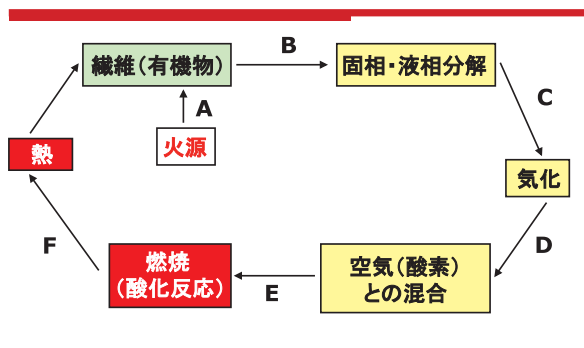 B
繊維（有機物）
固相・液相分解
C
A
火源
熱
気化
D
F
燃焼
（酸化反応）
空気（酸素）
との混合
E